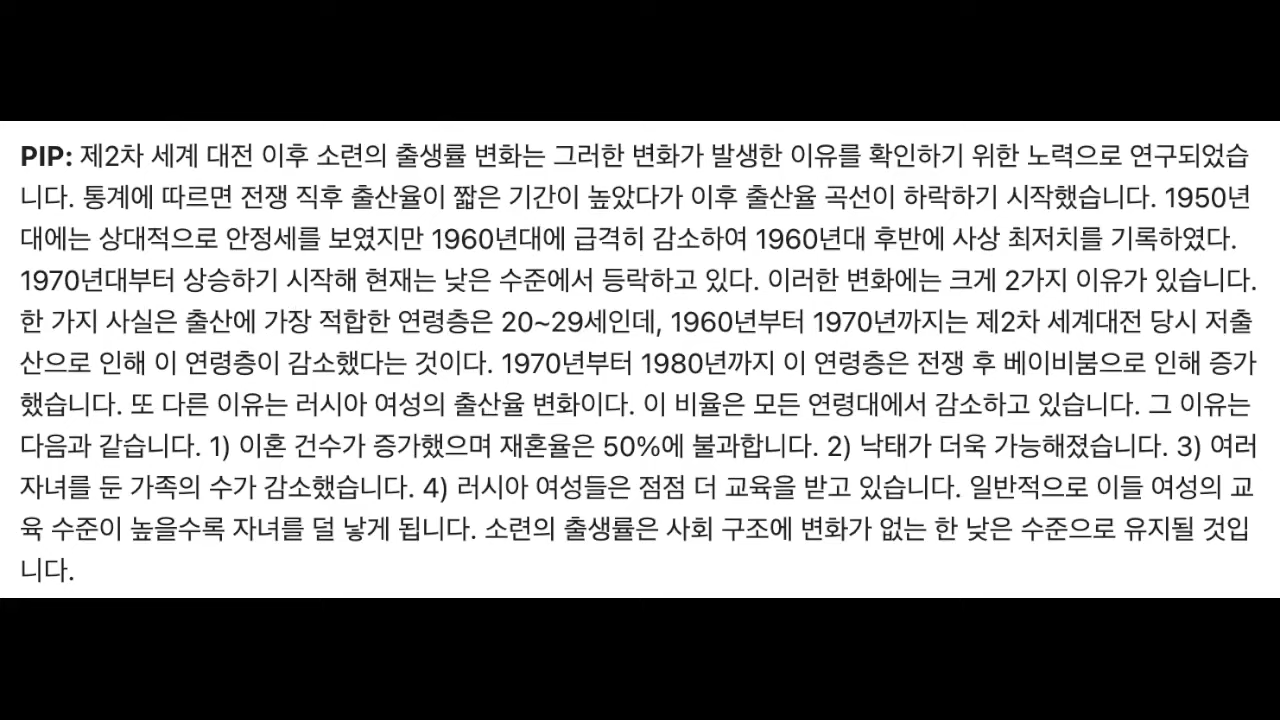 PIP: 제2차 세계 대전 이후 소련의 출생률 변화는 그러한 변화가 발생한 이유를 확인하기 위한 노력으로 연구되었습
니다. 통계에 따르면 전쟁 직후 출산율이 짧은 기간이 높았다가 이후 출산율 곡선이 하락하기 시작했습니다. 1950년
대에는 상대적으로 안정세를 보였지만 1960년대에 급격히 감소하여 1960년대 후반에 사상 최저치를 기록하였다.
1970년대부터 상승하기 시작해 현재는 낮은 수준에서 등락하고 있다. 이러한 변화에는 크게 2가지 이유가 있습니다.
한 가지 사실은 출산에 가장 적합한 연령층은 20~29세인데, 1960년부터 1970년까지는 제2차 세계대전 당시 저출
산으로 인해 이 연령층이 감소했다는 것이다. 1970년부터 1980년까지 이 연령층은 전쟁 후 베이비붐으로 인해 증가
했습니다. 또 다른 이유는 러시아 여성의 출산율 변화이다. 이 비율은 모든 연령대에서 감소하고 있습니다. 그 이유는
다음과 같습니다. 1) 이혼 건수가 증가했으며 재혼율은 50%에 불과합니다. 2) 낙태가 더욱 가능해졌습니다. 3) 여러
자녀를 둔 가족의 수가 감소했습니다. 4) 러시아 여성들은 점점 더 교육을 받고 있습니다. 일반적으로 이들 여성의 교
육 수준이 높을수록 자녀를 덜 낳게 됩니다. 소련의 출생률은 사회 구조에 변화가 없는 한 낮은 수준으로 유지될 것입
니다.